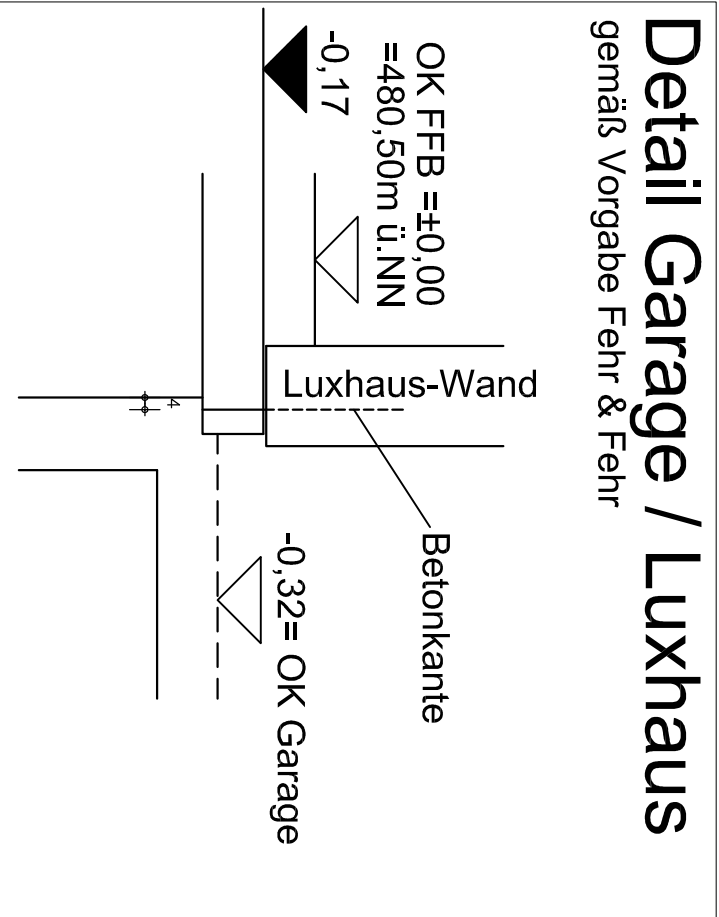 Detail Garage / Luxhaus
gemäß Vorgabe Fehr & Fehr
OK FFB =±0,00
=480,50m ü.NN
-0,17
Luxhaus-Wand
Betonkante
-0,32= OK Garage
4